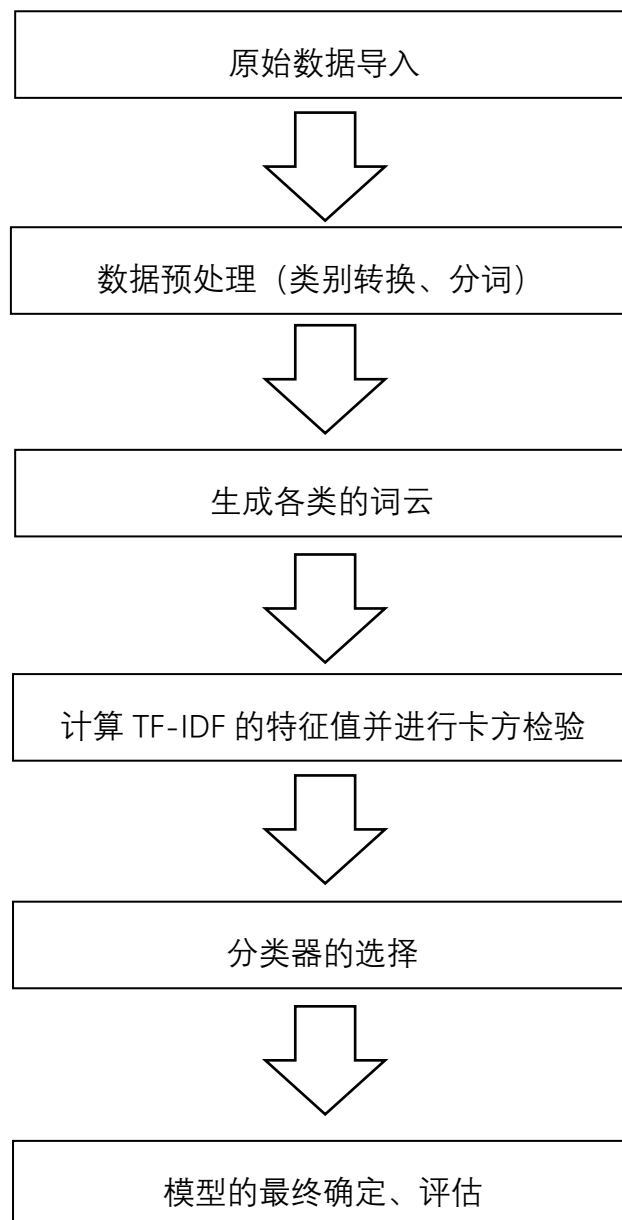 原始数据导入
数据预处理（类别转换、分词）
生成各类的词云
计算 TF-IDF 的特征值并进行卡方检验
分类器的选择
模型的最终确定、评估